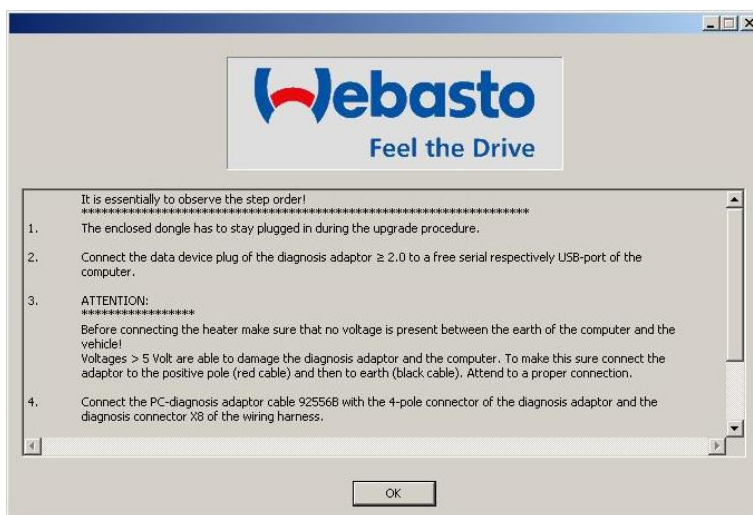 Webasto
Feel the Drive
It is essentially to observe the step order!
********************************************************************
1. The enclosed dongle has to stay plugged in during the upgrade procedure.
2. Connect the data device plug of the diagnosis adaptor ≥ 2.0 to a free serial respectively USB-port of the
computer.
3. ATTENTION:
*****************
Before connecting the heater make sure that no voltage is present between the earth of the computer and the
vehicle!
Voltages > 5 Volt are able to damage the diagnosis adaptor and the computer. To make this sure connect the
adaptor to the positive pole (red cable) and then to earth (black cable). Attend to a proper connection.
4. Connect the PC-diagnosis adaptor cable 92556B with the 4-pole connector of the diagnosis adaptor and the
diagnosis connector X8 of the wiring harness.
OK